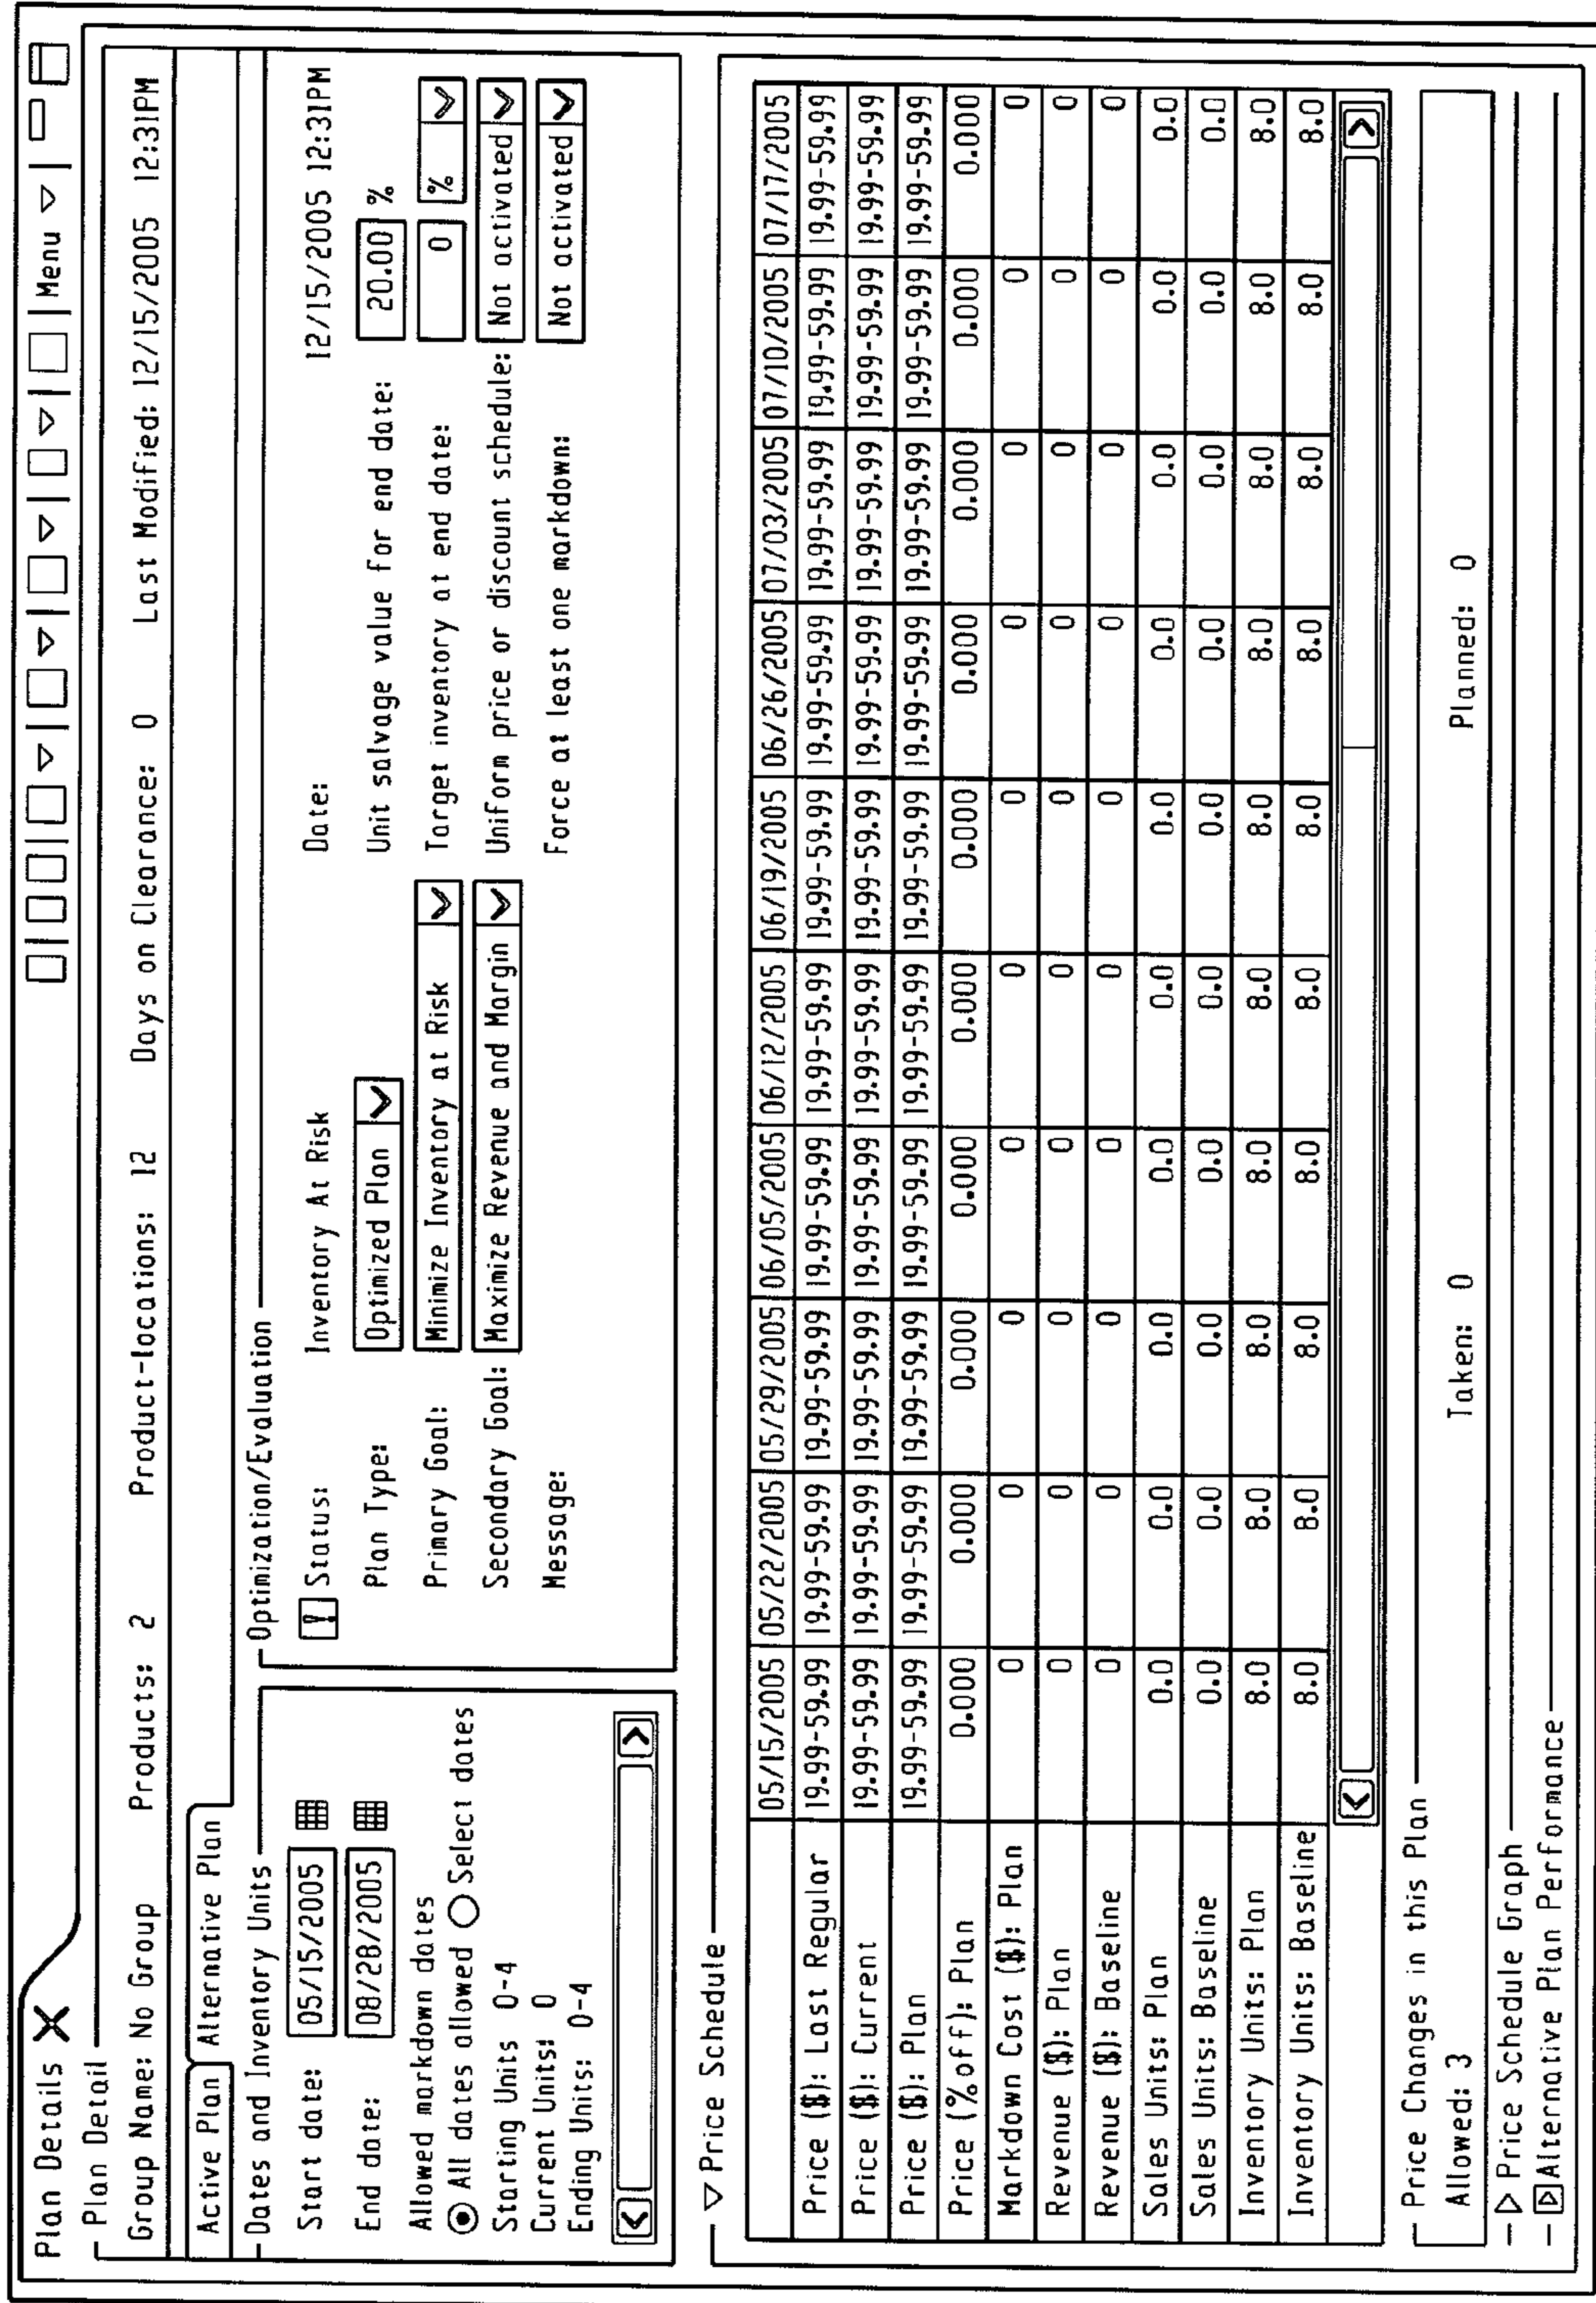 Plan Details X
Menu
Plan Detail
Group Name: No Group Products: 2 Product-locations: 12 Days on Clearance: 0 Last Modified: 12/15/2005 12:31PM
Active Plan Alternative Plan
Dates and Inventory Units
Start date: 05/15/2005
End date: 08/28/2005
Allowed markdown dates
All dates allowed Select dates
Starting Units 0-4
Current Units: 0
Ending Units: 0-4
Optimization/Evaluation
! Status: Inventory At Risk Date: 12/15/2005 12:31PM
Plan Type: Optimized Plan Unit salvage value for end date: 20.00 %
Primary Goal: Minimize Inventory at Risk Target inventory at end date: 0 %
Secondary Goal: Maximize Revenue and Margin Uniform price or discount schedule: Not activated
Message: Force at least one markdown: Not activated
Price Schedule
05/15/2005 05/22/2005 05/29/2005 06/05/2005 06/12/2005 06/19/2005 06/26/2005 07/03/2005 07/10/2005 07/17/2005
Price ($): Last Regular 19.99-59.99 19.99-59.99 19.99-59.99 19.99-59.99 19.99-59.99 19.99-59.99 19.99-59.99 19.99-59.99 19.99-59.99 19.99-59.99
Price ($): Current 19.99-59.99 19.99-59.99 19.99-59.99 19.99-59.99 19.99-59.99 19.99-59.99 19.99-59.99 19.99-59.99 19.99-59.99 19.99-59.99
Price ($): Plan 19.99-59.99 19.99-59.99 19.99-59.99 19.99-59.99 19.99-59.99 19.99-59.99 19.99-59.99 19.99-59.99 19.99-59.99 19.99-59.99
Price (%off): Plan 0.000 0.000 0.000 0.000 0.000 0.000 0.000 0.000 0.000 0.000
Markdown Cost ($): Plan 0 0 0 0 0 0 0 0 0 0
Revenue ($): Plan 0 0 0 0 0 0 0 0 0 0
Revenue ($): Baseline 0 0 0 0 0 0 0 0 0 0
Sales Units: Plan 0.0 0.0 0.0 0.0 0.0 0.0 0.0 0.0 0.0 0.0
Sales Units: Baseline 0.0 0.0 0.0 0.0 0.0 0.0 0.0 0.0 0.0 0.0
Inventory Units: Plan 8.0 8.0 8.0 8.0 8.0 8.0 8.0 8.0 8.0 8.0
Inventory Units: Baseline 8.0 8.0 8.0 8.0 8.0 8.0 8.0 8.0 8.0 8.0
Price Changes in this Plan
Allowed: 3 Taken: 0 Planned: 0
Price Schedule Graph
Alternative Plan Performance